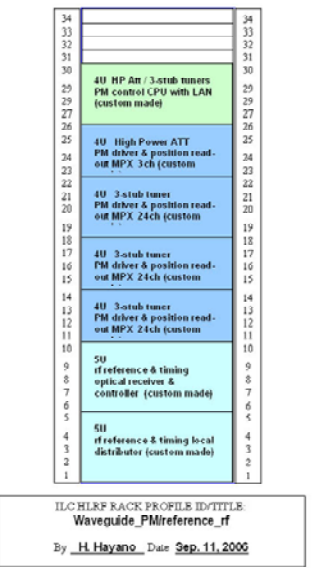 34 34
33 33
32 32
31 31
30 30
4U HP Att / 3-stub tuners
29 PM control CPU with LAN 29
29 (custom made) 29
27 27
26 26
25 4U High Power ATT 25
PM driver & position read-
24 out MPX 3ch (custom 24
23 23
22 22
21 4U 3-stub tuner 21
PM driver & position read-
20 out MPX 24ch (custom 20
19 19
18 18
17 4U 3-stub tuner 17
16 PM driver & position read- 16
15 out MPX 24ch (custom 15
14 14
13 4U 3-stub tuner 13
12 PM driver & position read- 12
out MPX 24ch (custom
11 11
10 10
5U
9 rf reference & timing 9
8 optical receiver & 8
7 controller (custom made) 7
6 6
5 5
5U
4 rf reference & timing local 4
3 distributor (custom made) 3
2 2
1 1
ILC HLRF RACK PROFILE ID/TITLE:
Waveguide_PM/reference_rf
By H. Hayano Date Sep. 11, 2006